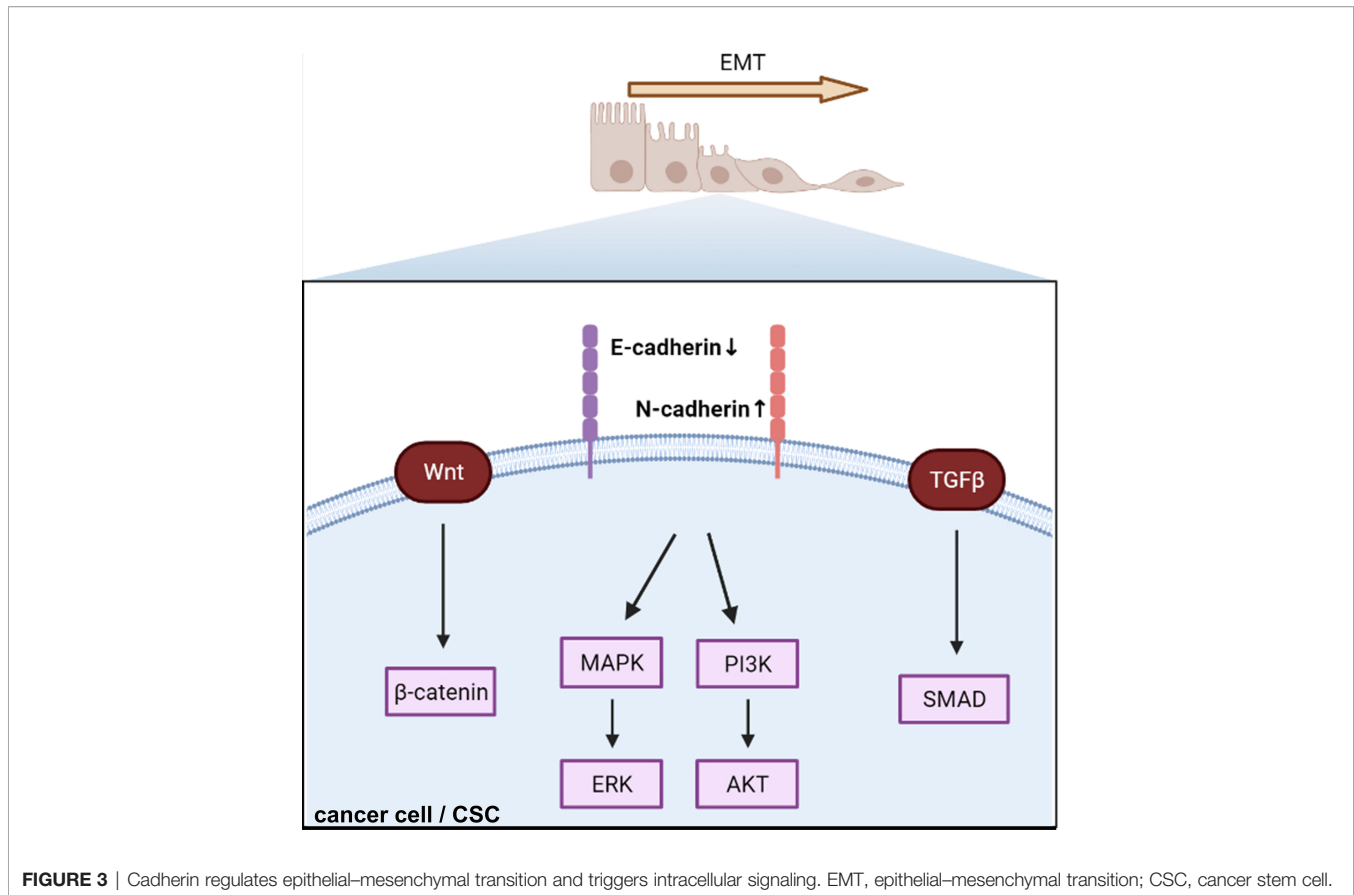 EMT
E-cadherin↓
N-cadherin↑
Wnt
TGFβ
MAPK
PI3K
β-catenin
SMAD
ERK
AKT
cancer cell / CSC
FIGURE 3 | Cadherin regulates epithelial–mesenchymal transition and triggers intracellular signaling. EMT, epithelial–mesenchymal transition; CSC, cancer stem cell.